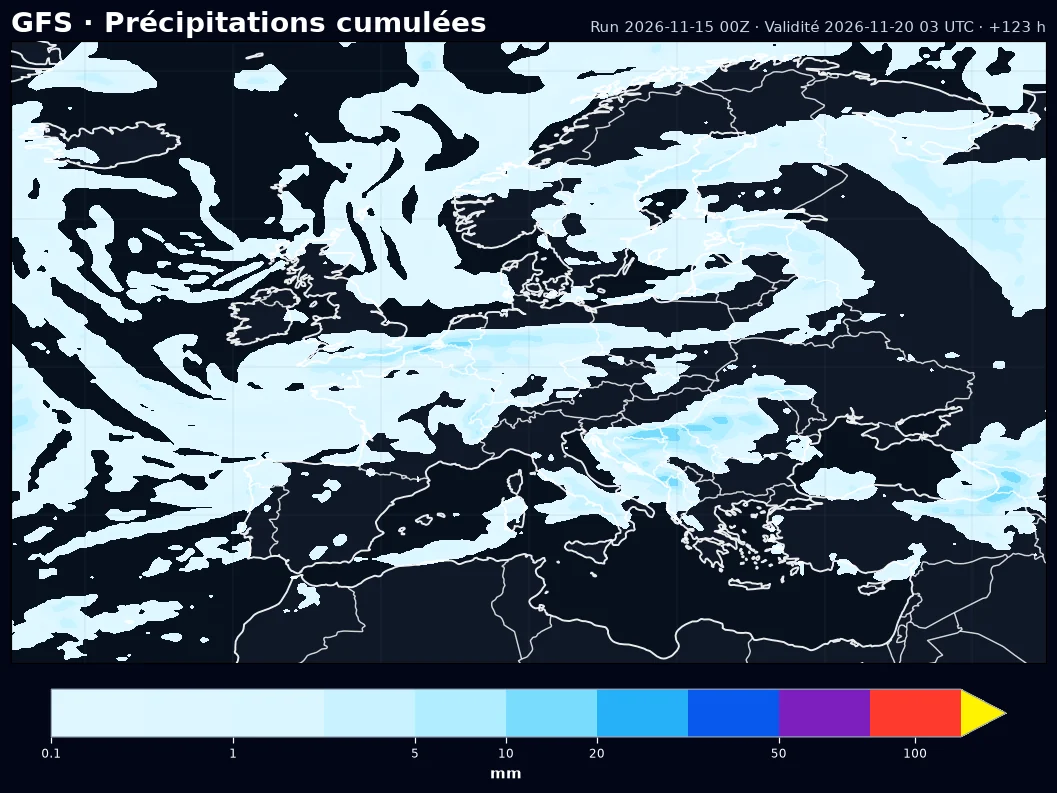 GFS · Précipitations cumulées
Run 2026-11-15 00Z · Validité 2026-11-20 03 UTC · +123 h
0.1 1 5 10 20 50 100
mm